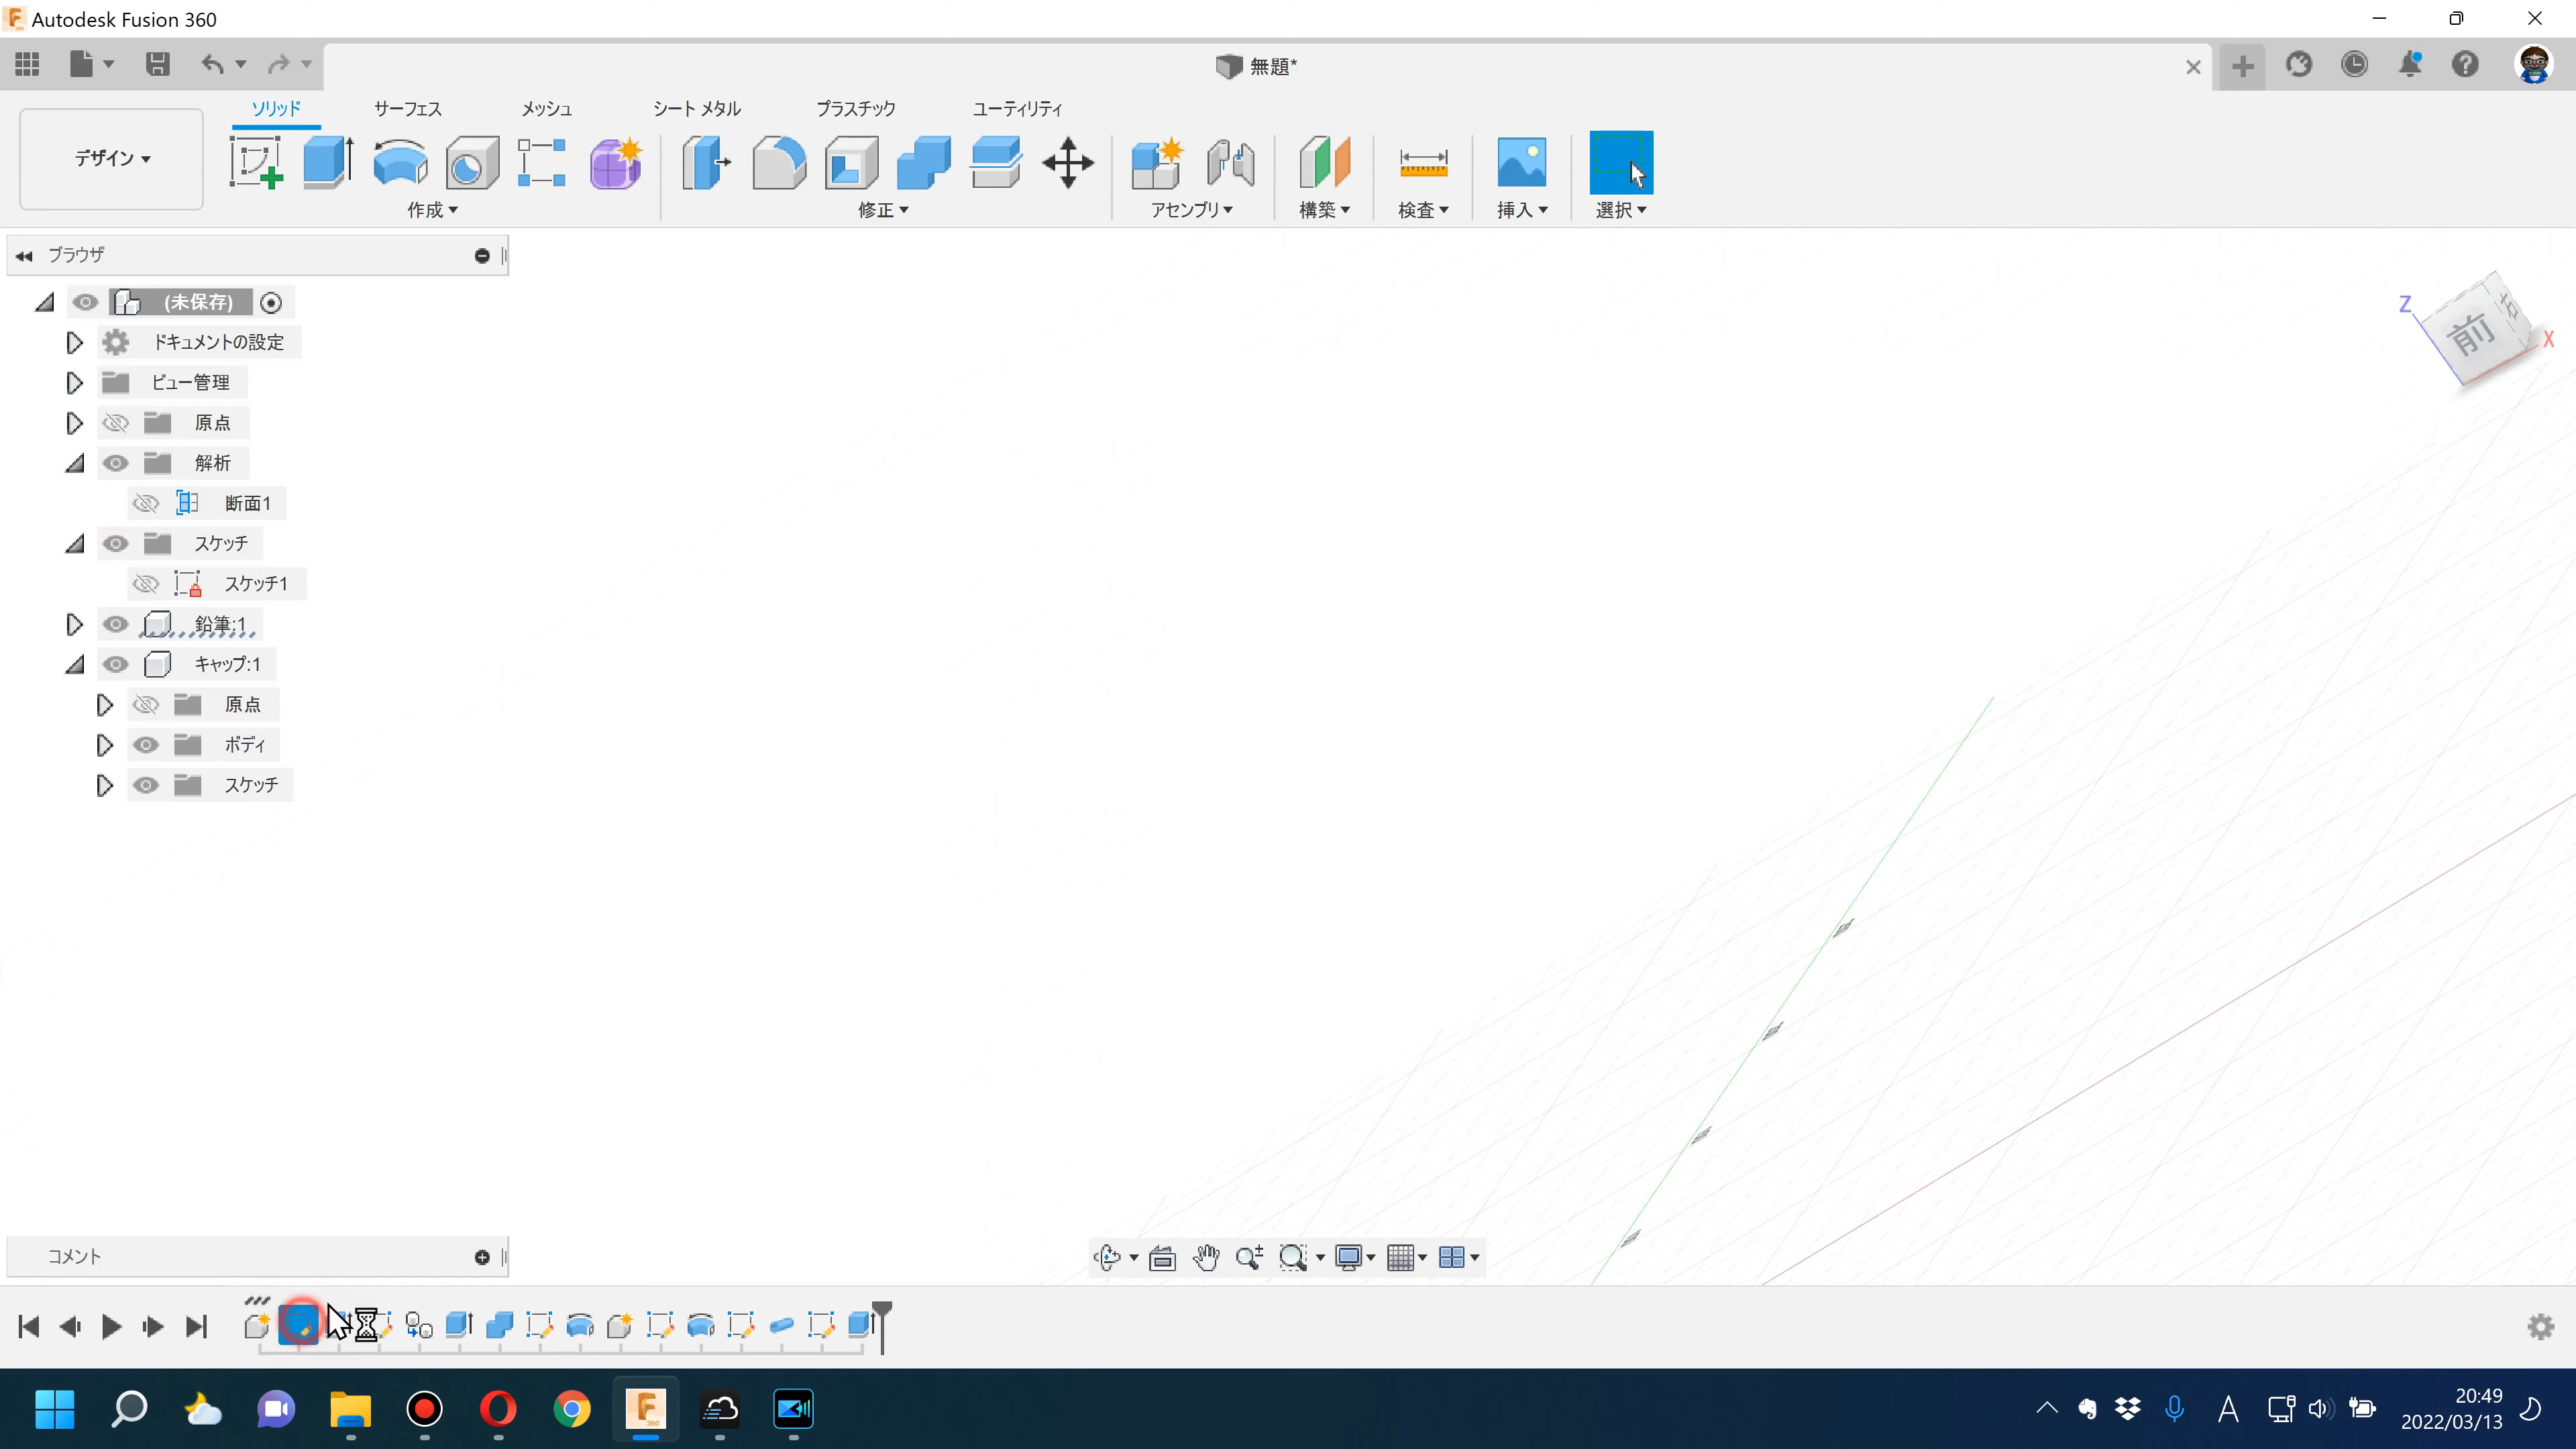 Autodesk Fusion 360
無題*
ソリッド サーフェス メッシュ シート メタル プラスチック ユーティリティ
デザイン
作成 修正 アセンブリ 構築 検査 挿入 選択
ブラウザ
(未保存)
ドキュメントの設定
ビュー管理
原点
解析
断面1
スケッチ
スケッチ1
鉛筆:1
キャップ:1
原点
ボディ
スケッチ
Z
前
右
X
コメント
360
A
20:49
2022/03/13